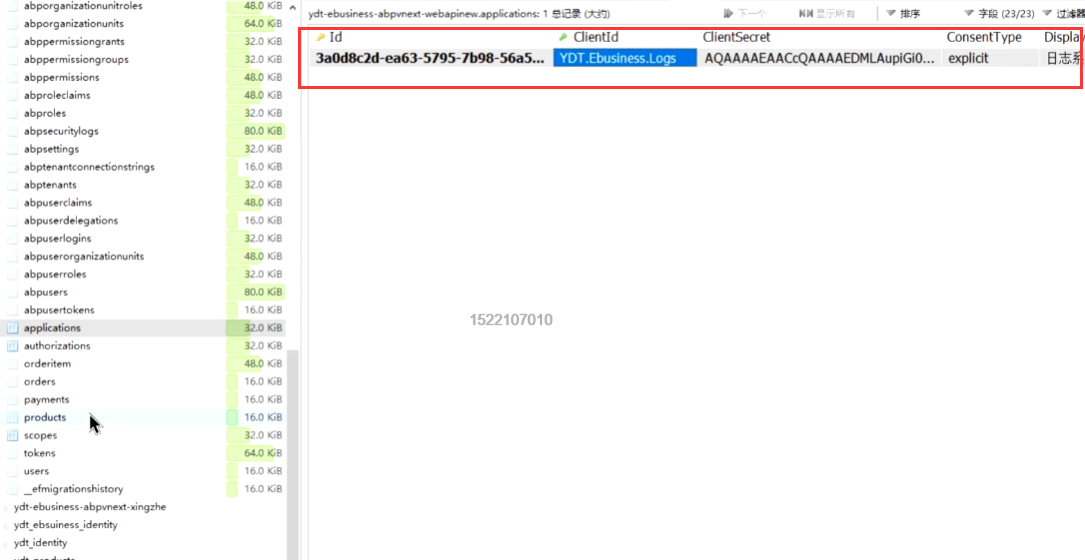 abporganizationunitroles 48.0 KiB
abporganizationunits 64.0 KiB
abppermissiongrants 32.0 KiB
abppermissiongroups 32.0 KiB
abppermissions 48.0 KiB
abproleclaims 48.0 KiB
abproles 32.0 KiB
abpsecuritylogs 80.0 KiB
abpsettings 32.0 KiB
abptenantconnectionstrings 16.0 KiB
abptenants 32.0 KiB
abpuserclaims 48.0 KiB
abpuserdelegations 16.0 KiB
abpuserlogins 32.0 KiB
abpuserorganizationunits 48.0 KiB
abpuserroles 32.0 KiB
abpusers 80.0 KiB
abpusertokens 16.0 KiB
applications 32.0 KiB
authorizations 32.0 KiB
orderitem 48.0 KiB
orders 16.0 KiB
payments 16.0 KiB
products 16.0 KiB
scopes 32.0 KiB
tokens 64.0 KiB
users 16.0 KiB
__efmigrationshistory 16.0 KiB
ydt-ebusiness-abpvnext-xingzhe
ydt_ebsuiness_identity
ydt_identity
ydt-ebusiness-abpvnext-webapinew.applications: 1 总记录 (大约) 下一个 显示所有 排序 字段 (23/23) 过滤器
Id ClientId ClientSecret ConsentType Display
3a0d8c2d-ea63-5795-7b98-56a5... YDT.Ebusiness.Logs AQAAAAEAACcQAAAAEDMLAupiGi0... explicit 日志系
1522107010